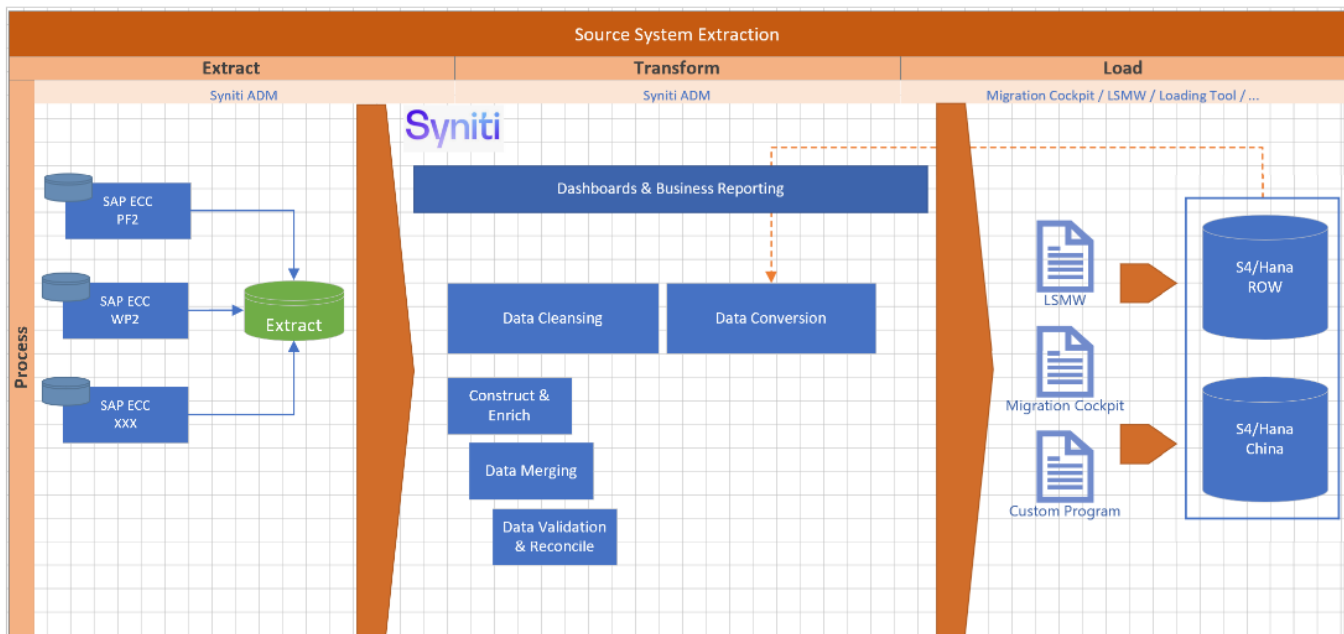 Source System Extraction
Extract
Transform
Load
Syniti ADM
Syniti ADM
Migration Cockpit / LSMW / Loading Tool / ...
Process
SAP ECC
PF2
SAP ECC
WP2
SAP ECC
XXX
Extract
Syniti
Dashboards & Business Reporting
Data Cleansing
Data Conversion
Construct &
Enrich
Data Merging
Data Validation
& Reconcile
LSMW
Migration Cockpit
Custom Program
S4/Hana
ROW
S4/Hana
China